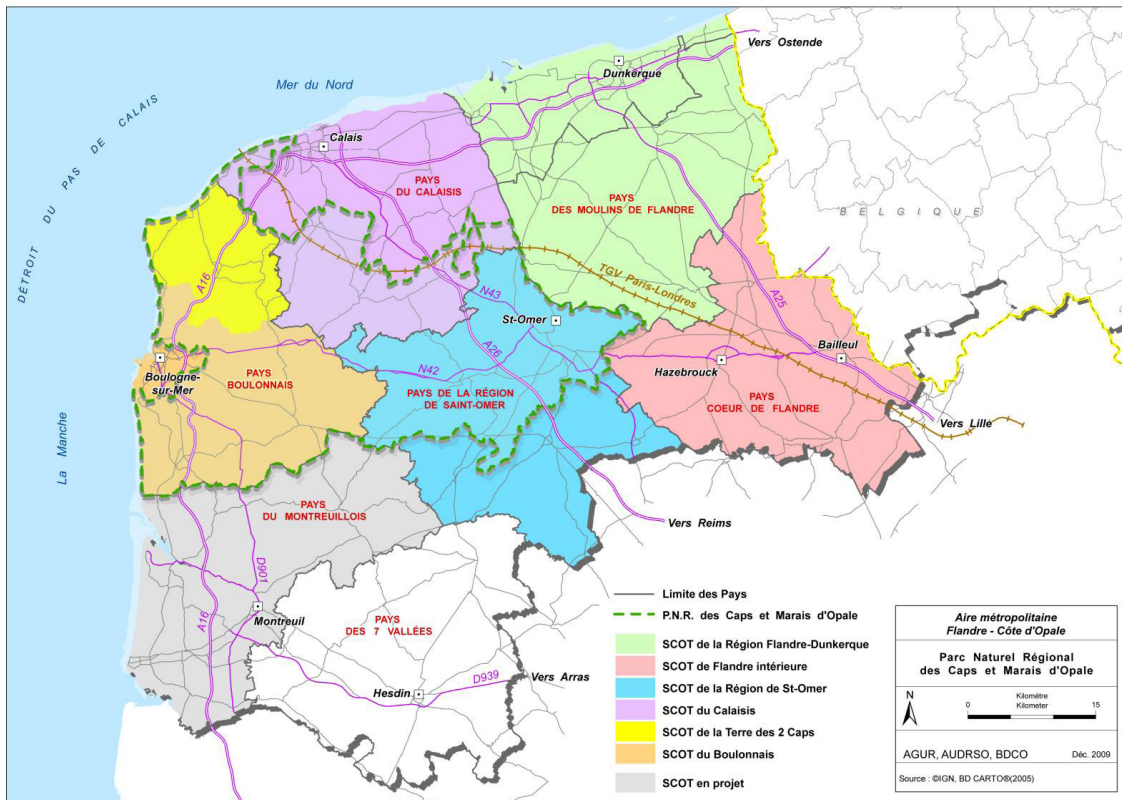 Vers Ostende
Dunkerque
Mer du Nord
DÉTROIT DU PAS DE CALAIS
Calais
PAYS
DU CALAISIS
PAYS
DES MOULINS DE FLANDRE
BELGIQUE
A16
TGV Paris-Londres
A25
N43
St-Omer
A26
Bailleul
Hazebrouck
Boulogne-
sur-Mer
PAYS
BOULONNAIS
N42
PAYS DE LA RÉGION
DE SAINT-OMER
PAYS
COEUR DE FLANDRE
Vers Lille
La Manche
PAYS
DU MONTREUILLOIS
Vers Reims
D901
A16
Montreuil
PAYS
DES 7 VALLÉES
Hesdin
D939
Vers Arras
Limite des Pays
P.N.R. des Caps et Marais d'Opale
SCOT de la Région Flandre-Dunkerque
SCOT de Flandre intérieure
SCOT de la Région de St-Omer
SCOT du Calaisis
SCOT de la Terre des 2 Caps
SCOT du Boulonnais
SCOT en projet
Aire métropolitaine
Flandre - Côte d'Opale
Parc Naturel Régional
des Caps et Marais d'Opale
N
Kilomètre
Kilometer
0 15
AGUR, AUDRSO, BDCO Déc. 2009
Source : ©IGN, BD CARTO®(2005)